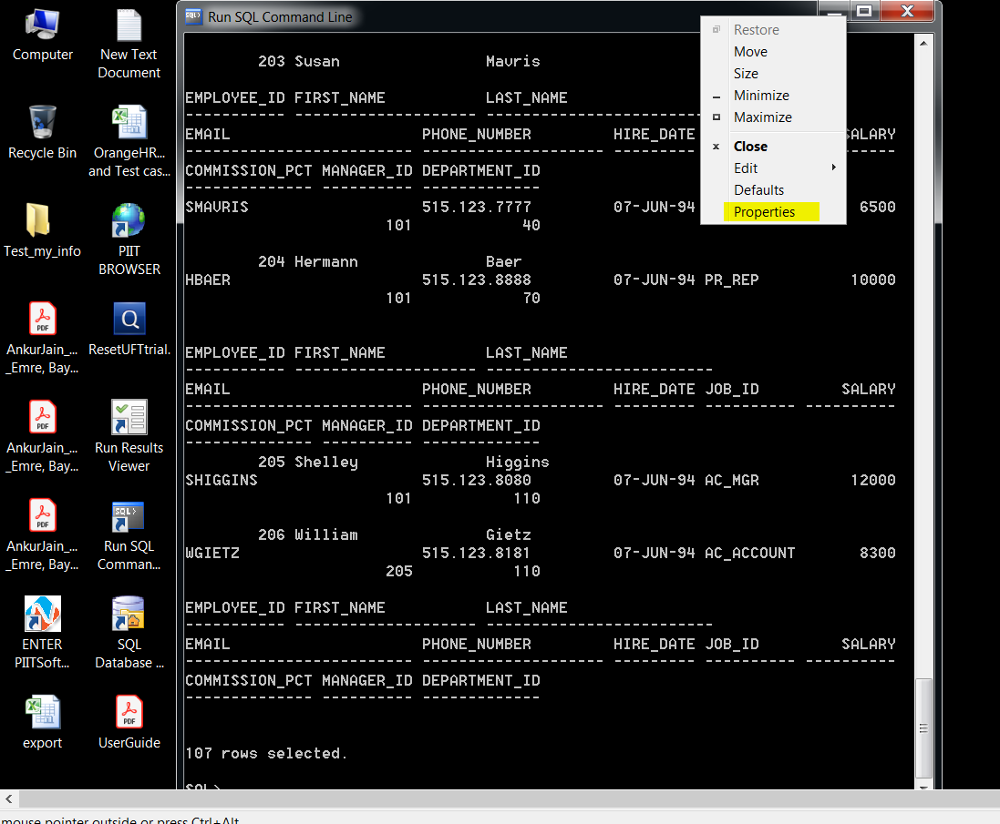 Computer
New Text
Document
Recycle Bin
OrangeHR...
and Test cas...
Test_my_info
PIIT
BROWSER
AnkurJain_...
_Emre, Bay...
ResetUFTtrial.
AnkurJain_...
_Emre, Bay...
Run Results
Viewer
AnkurJain_...
_Emre, Bay...
Run SQL
Comman...
ENTER
PIITSoft...
SQL
Database ...
export
UserGuide
Run SQL Command Line
203 Susan Mavris
EMPLOYEE_ID FIRST_NAME LAST_NAME
----------- -------------------- -------------------------
EMAIL PHONE_NUMBER HIRE_DATE SALARY
------------------------- -------------------- --------- ----------
COMMISSION_PCT MANAGER_ID DEPARTMENT_ID
-------------- ---------- -------------
SMAVRIS 515.123.7777 07-JUN-94 6500
101 40
204 Hermann Baer
HBAER 515.123.8888 07-JUN-94 PR_REP 10000
101 70
EMPLOYEE_ID FIRST_NAME LAST_NAME
----------- -------------------- -------------------------
EMAIL PHONE_NUMBER HIRE_DATE JOB_ID SALARY
------------------------- -------------------- --------- ---------- ----------
COMMISSION_PCT MANAGER_ID DEPARTMENT_ID
-------------- ---------- -------------
205 Shelley Higgins
SHIGGINS 515.123.8080 07-JUN-94 AC_MGR 12000
101 110
206 William Gietz
WGIETZ 515.123.8181 07-JUN-94 AC_ACCOUNT 8300
205 110
EMPLOYEE_ID FIRST_NAME LAST_NAME
----------- -------------------- -------------------------
EMAIL PHONE_NUMBER HIRE_DATE JOB_ID SALARY
------------------------- -------------------- --------- ---------- ----------
COMMISSION_PCT MANAGER_ID DEPARTMENT_ID
-------------- ---------- -------------
107 rows selected.
SQL>
Restore
Move
Size
Minimize
Maximize
Close
Edit
Defaults
Properties
mouse pointer outside or press Ctrl+Alt